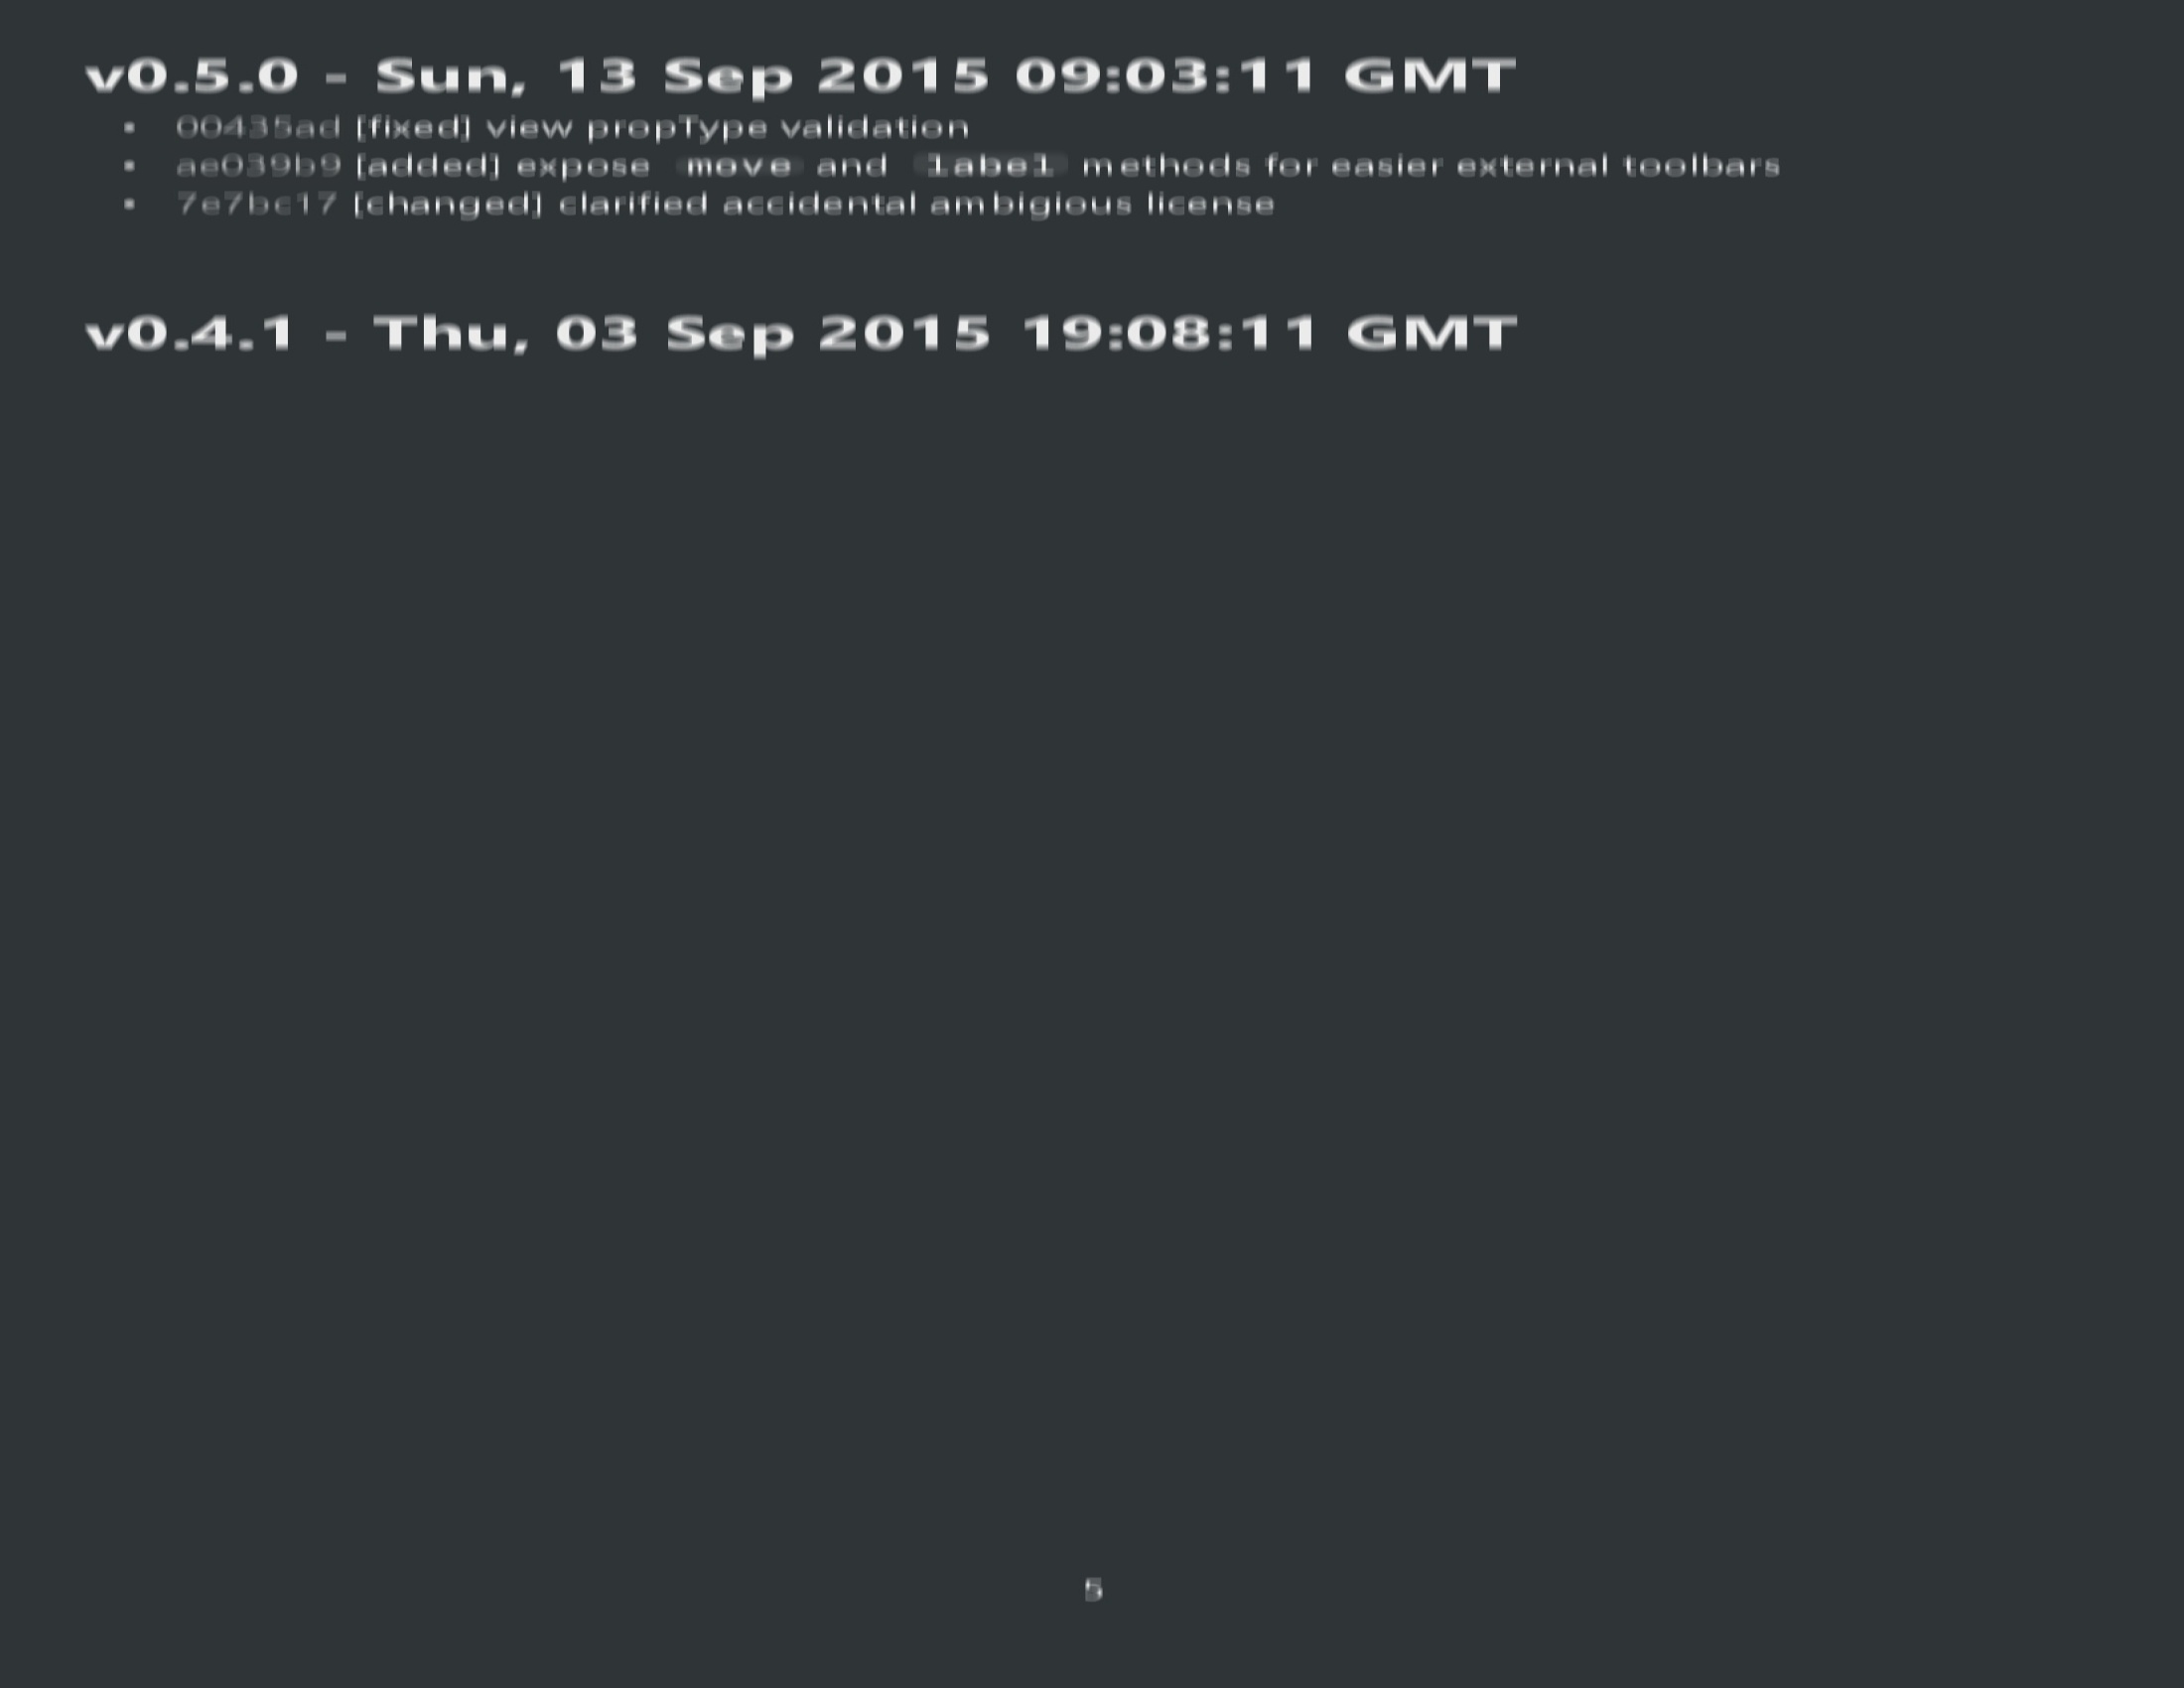 v0.5.0 - Sun, 13 Sep 2015 09:03:11 GMT
• 00435ad [fixed] view propType validation
• ae039b9 [added] expose move and label methods for easier external toolbars
• 7e7bc17 [changed] clarified accidental ambigious license
v0.4.1 - Thu, 03 Sep 2015 19:08:11 GMT
5